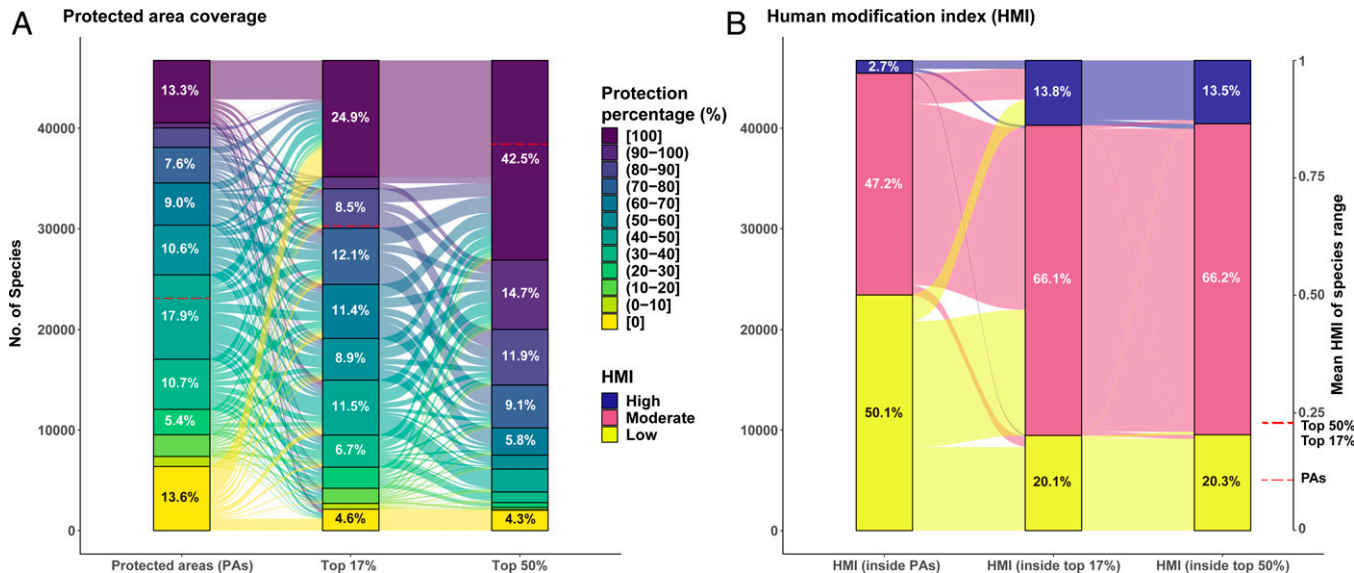 A
Protected area coverage
No. of Species
40000
30000
20000
10000
0
13.3%
7.6%
9.0%
10.6%
17.9%
10.7%
5.4%
13.6%
24.9%
8.5%
12.1%
11.4%
8.9%
11.5%
6.7%
4.6%
42.5%
14.7%
11.9%
9.1%
5.8%
4.3%
Protected areas (PAs)
Top 17%
Top 50%
Protection
percentage (%)
[100]
(90−100)
(80−90]
(70−80]
(60−70]
(50−60]
(40−50]
(30−40]
(20−30]
(10−20]
(0−10]
[0]
HMI
High
Moderate
Low
B
Human modification index (HMI)
40000
30000
20000
10000
0
2.7%
47.2%
50.1%
13.8%
66.1%
20.1%
13.5%
66.2%
20.3%
HMI (inside PAs)
HMI (inside top 17%)
HMI (inside top 50%)
1
0.75
0.50
0.25
0
Top 50%
Top 17%
PAs
Mean HMI of species range